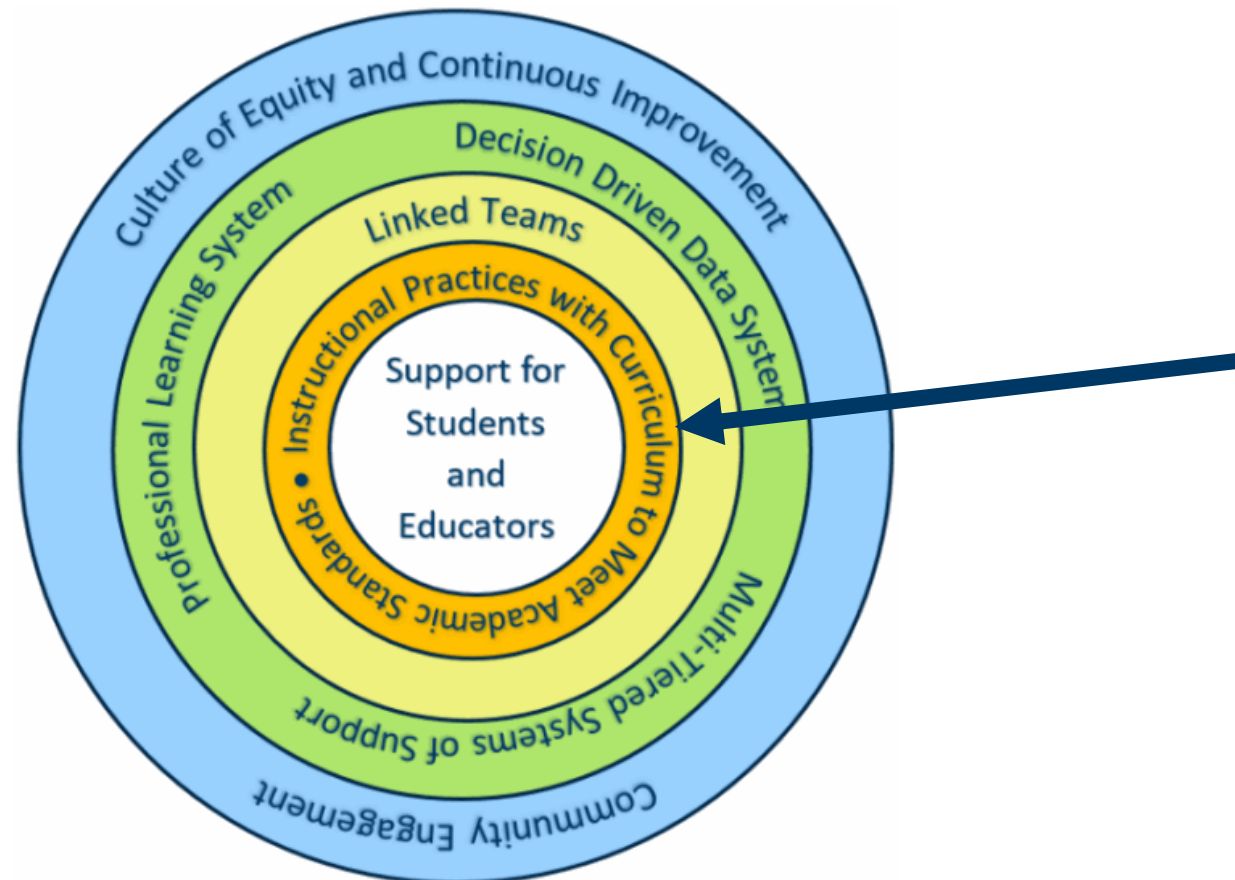 Culture of Equity and Continuous Improvement
Decision Driven Data System
Professional Learning System
Linked Teams
Instructional Practices with Curriculum to Meet Academic Standards •
Support for
Students
and
Educators
Multi-Tiered Systems of Support
Community Engagement